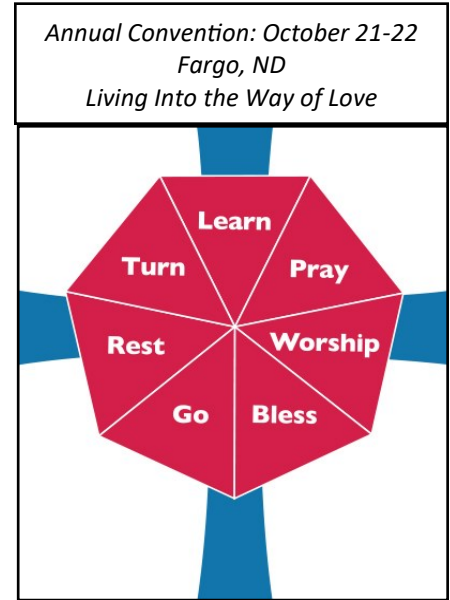 Annual Convention: October 21-22
Fargo, ND
Living Into the Way of Love
Learn
Turn
Pray
Rest
Worship
Go
Bless